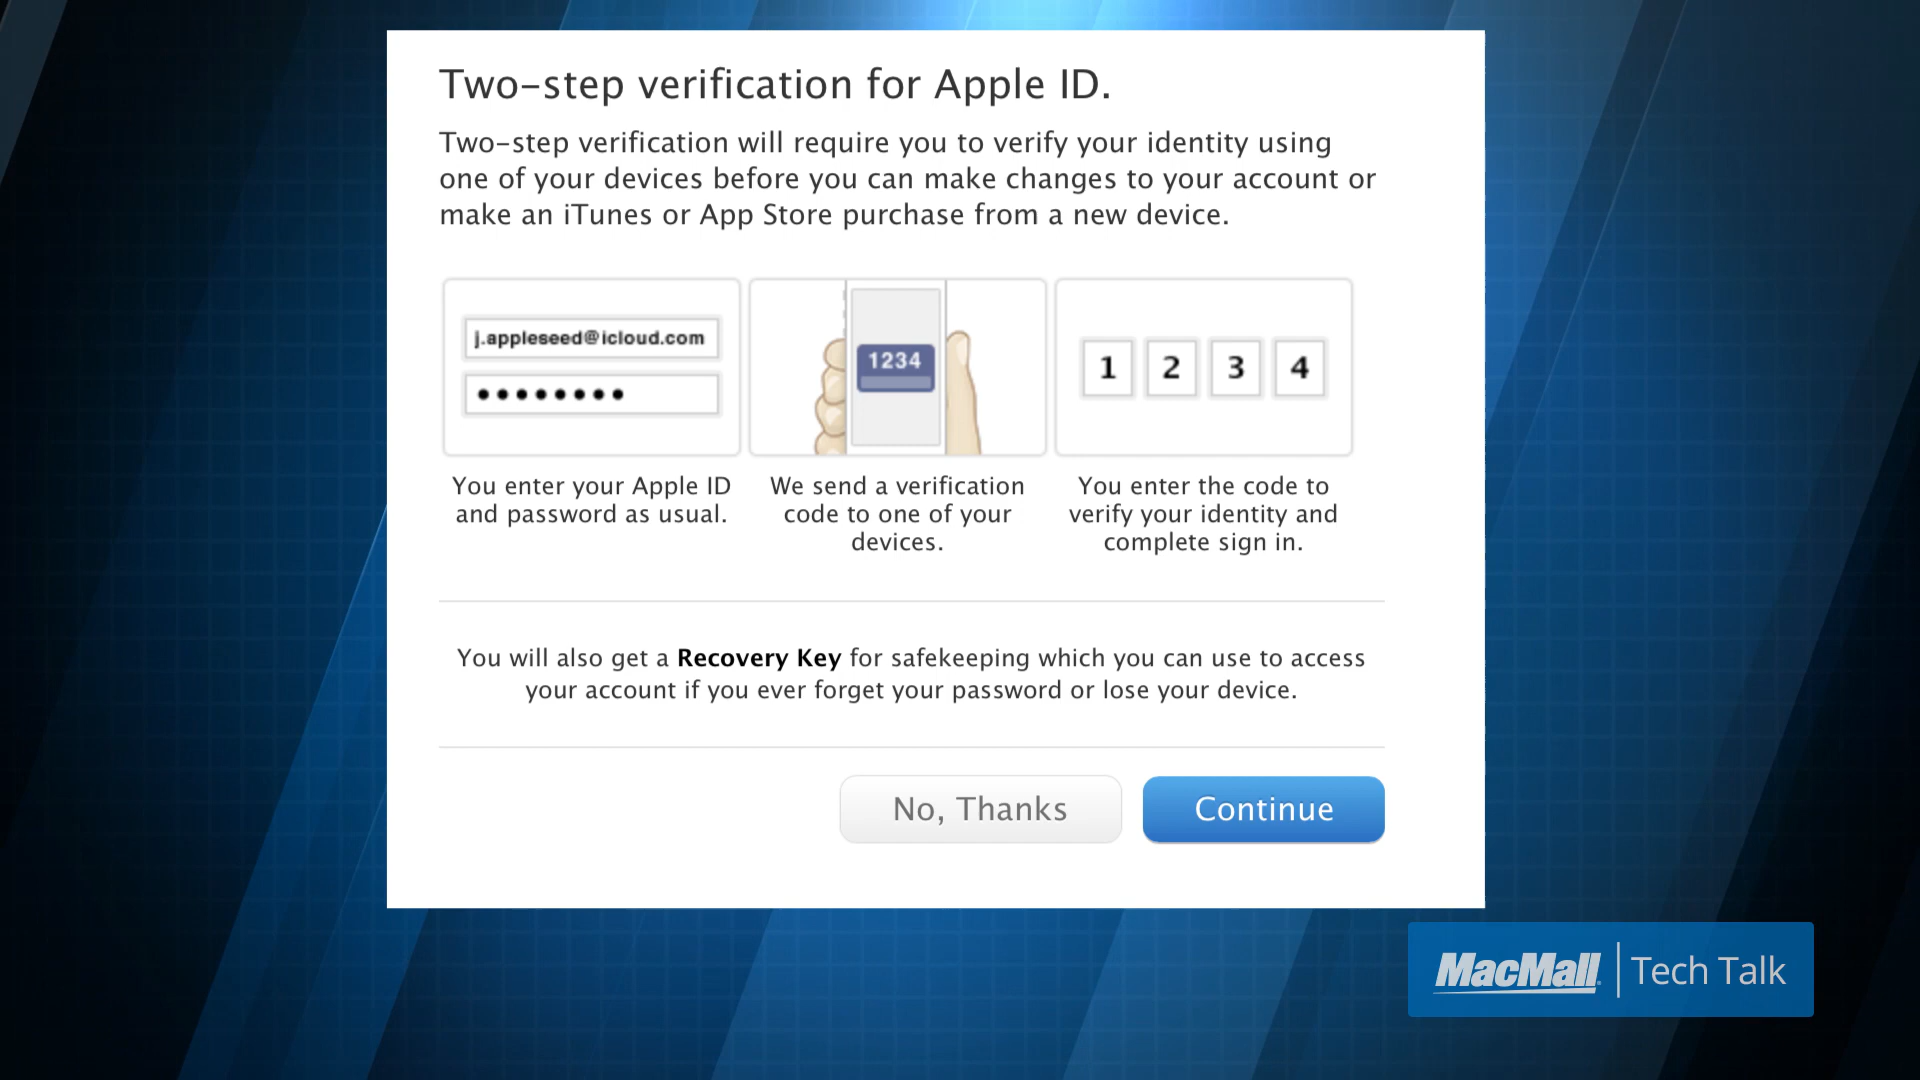 Two-step verification for Apple ID.
Two-step verification will require you to verify your identity using
one of your devices before you can make changes to your account or
make an iTunes or App Store purchase from a new device.
j.appleseed@icloud.com
1234
1 2 3 4
You enter your Apple ID
and password as usual.
We send a verification
code to one of your
devices.
You enter the code to
verify your identity and
complete sign in.
You will also get a Recovery Key for safekeeping which you can use to access
your account if you ever forget your password or lose your device.
No, Thanks
Continue
MacMall | Tech Talk